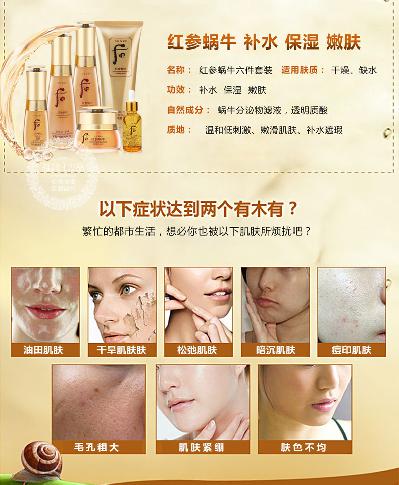 红参蜗牛 补水 保湿 嫩肤
名称： 红参蜗牛六件套装 适用肤质：干燥、缺水
功效： 补水 保湿 嫩肤
自然成分： 蜗牛分泌物滤液，透明质酸
质地： 温和低刺激、嫩滑肌肤、补水遮瑕
以下症状达到两个有木有？
繁忙的都市生活，想必你也被以下肌肤所烦扰吧？
油田肌肤 干旱肌肤肤 松弛肌肤 暗沉肌肤 痘印肌肤
毛孔粗大 肌肤紧绷 肤色不均